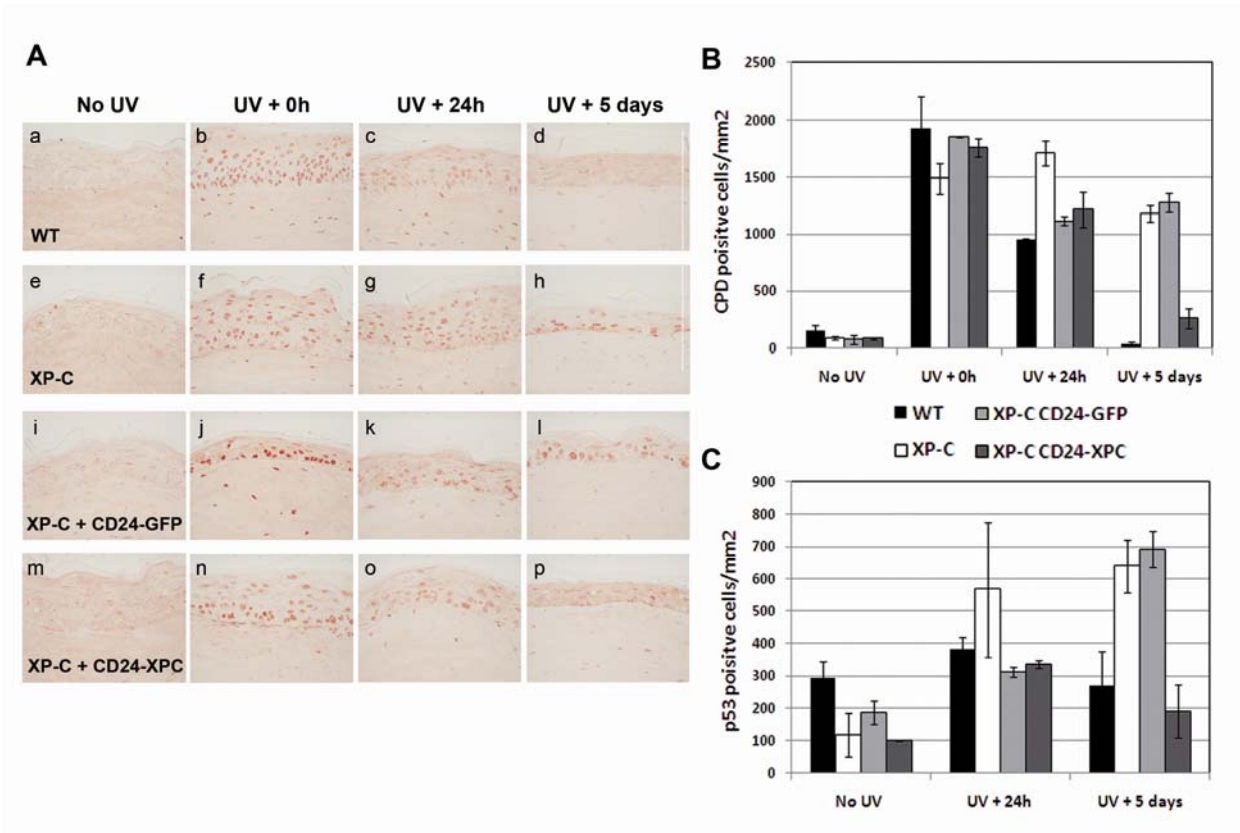 A
No UV UV + 0h UV + 24h UV + 5 days
a b c d
WT
e f g h
XP-C
i j k l
XP-C + CD24-GFP
m n o p
XP-C + CD24-XPC
B
CPD poisitve cells/mm2
2500
2000
1500
1000
500
0
No UV UV + 0h UV + 24h UV + 5 days
WT XP-C CD24-GFP
XP-C XP-C CD24-XPC
C
p53 poisitve cells/mm2
900
800
700
600
500
400
300
200
100
0
No UV UV + 24h UV + 5 days